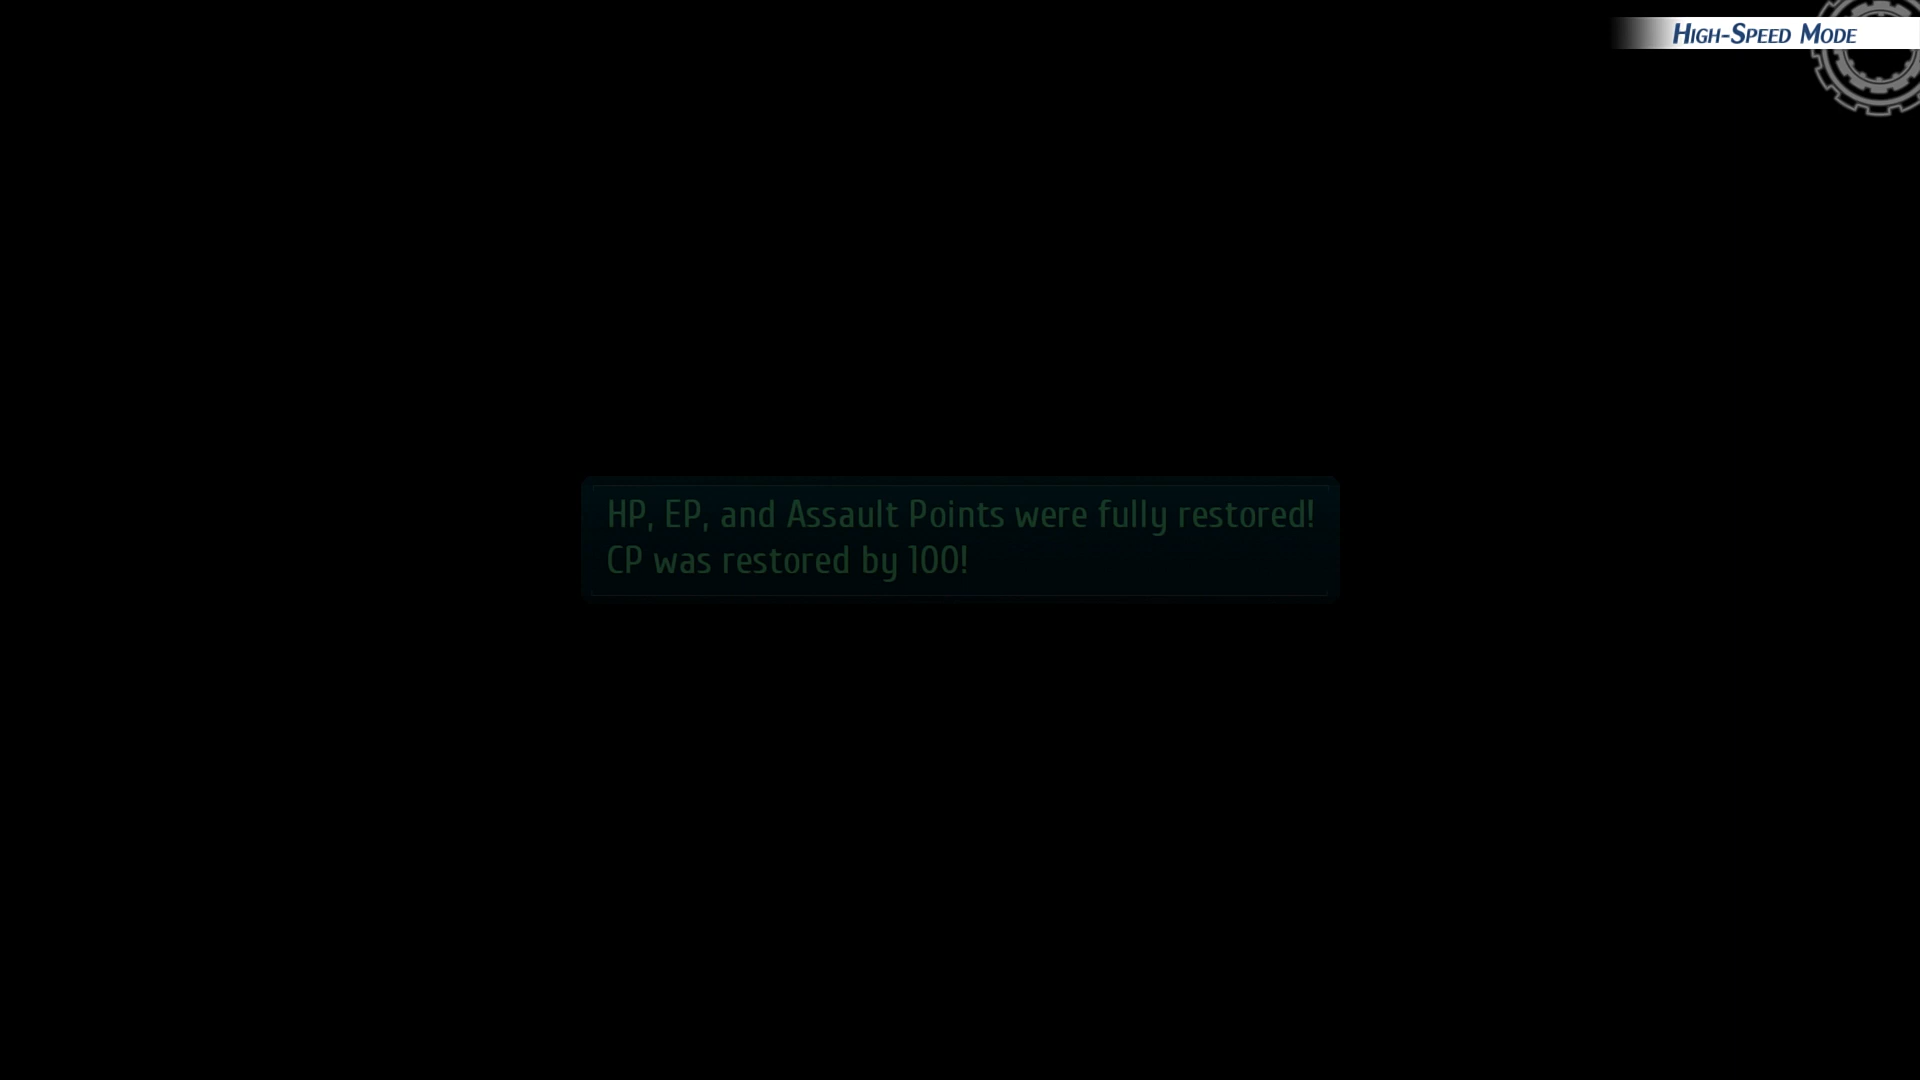 High-Speed Mode
HP, EP, and Assault Points were fully restored!
CP was restored by 100!